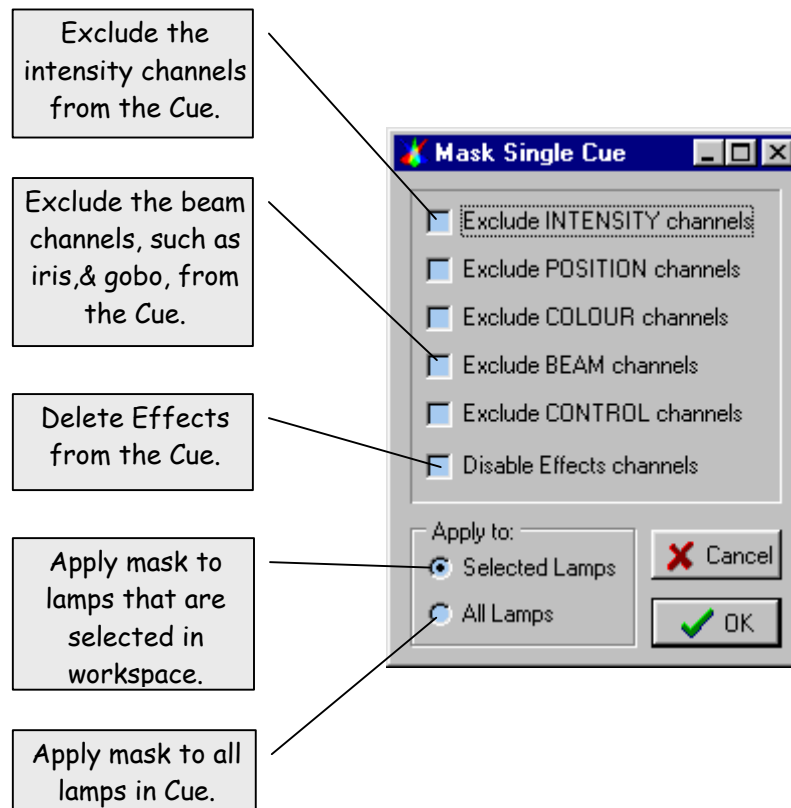 Exclude the
intensity channels
from the Cue.
Exclude the beam
channels, such as
iris,& gobo, from
the Cue.
Delete Effects
from the Cue.
Apply mask to
lamps that are
selected in
workspace.
Apply mask to all
lamps in Cue.
Mask Single Cue
Exclude INTENSITY channels
Exclude POSITION channels
Exclude COLOUR channels
Exclude BEAM channels
Exclude CONTROL channels
Disable Effects channels
Apply to:
Selected Lamps
All Lamps
Cancel
OK